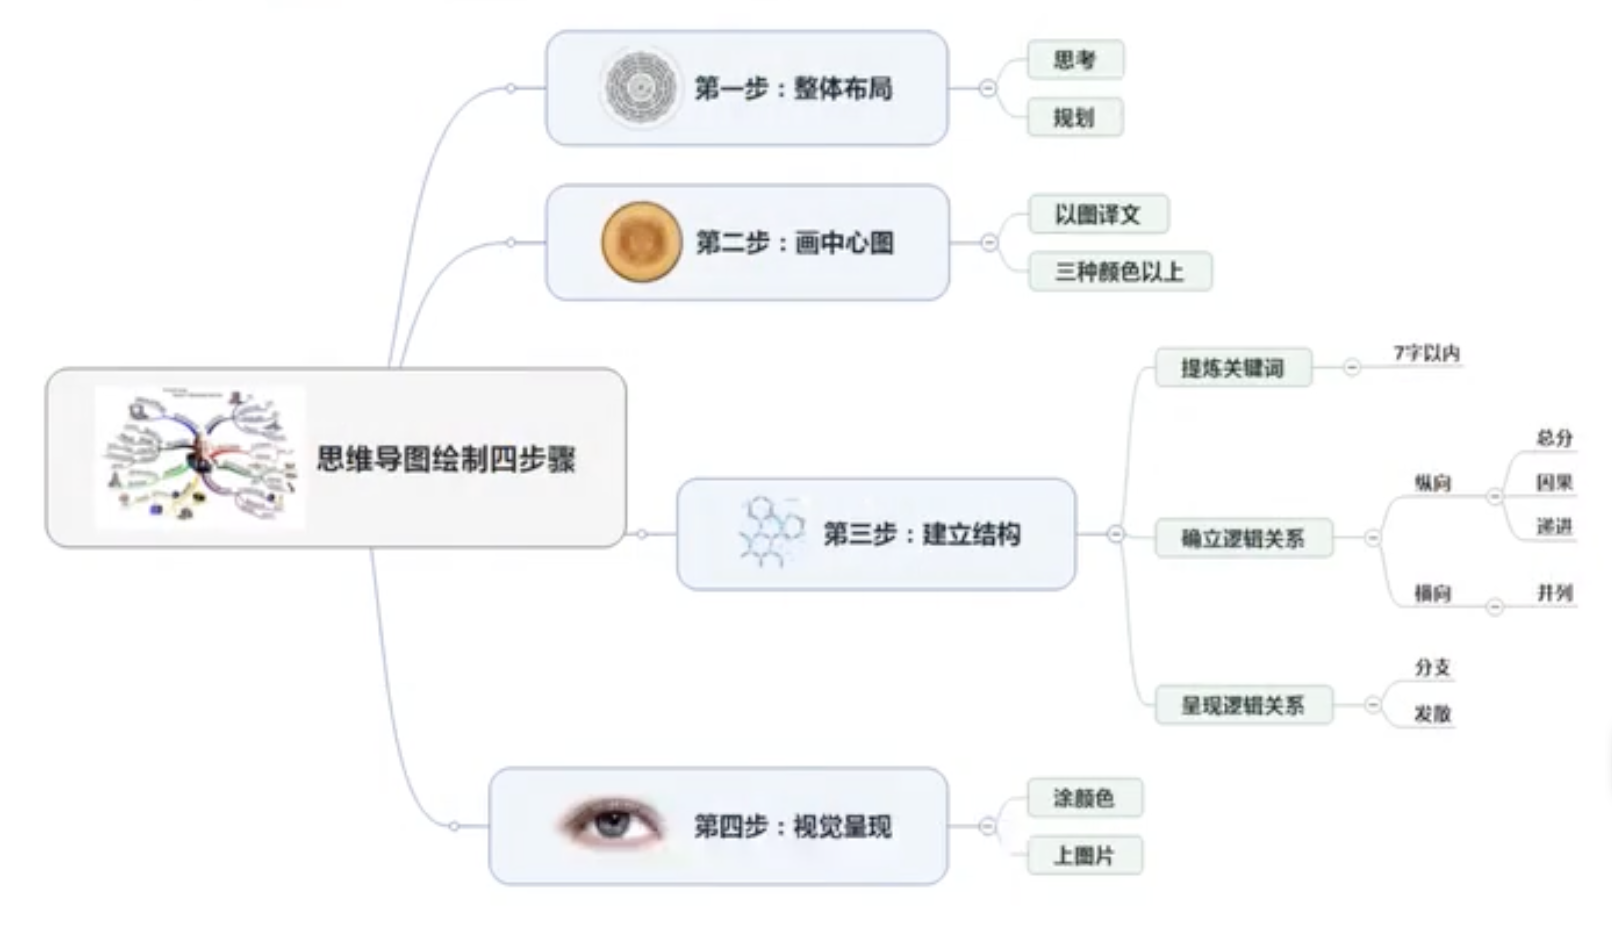 第一步：整体布局
思考
规划
第二步：画中心图
以图译文
三种颜色以上
思维导图绘制四步骤
第三步：建立结构
提炼关键词
7字以内
确立逻辑关系
纵向
总分
因果
递进
横向
并列
呈现逻辑关系
分支
发散
第四步：视觉呈现
涂颜色
上图片